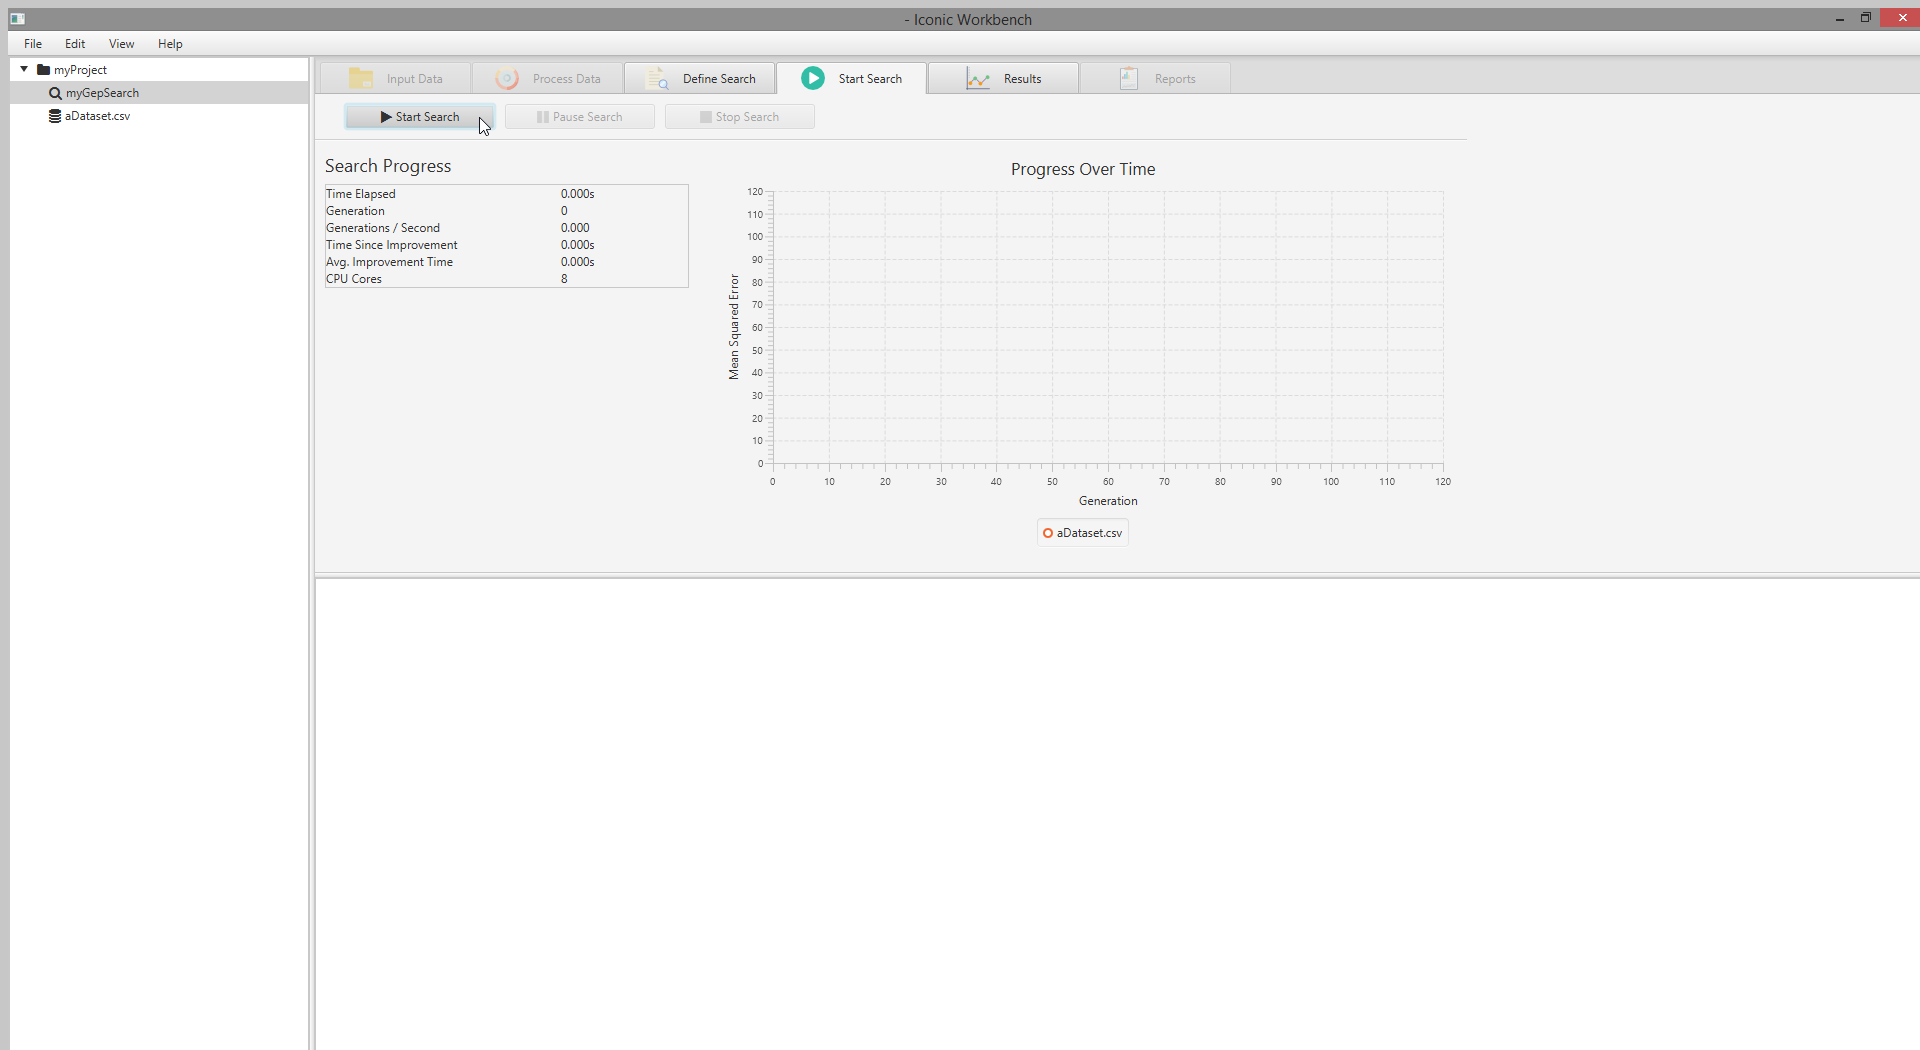 - Iconic Workbench
File Edit View Help
myProject
myGepSearch
aDataset.csv
Input Data Process Data Define Search Start Search Results Reports
Start Search Pause Search Stop Search
Search Progress
Time Elapsed 0.000s
Generation 0
Generations / Second 0.000
Time Since Improvement 0.000s
Avg. Improvement Time 0.000s
CPU Cores 8
Progress Over Time
Mean Squared Error
120
110
100
90
80
70
60
50
40
30
20
10
0
0 10 20 30 40 50 60 70 80 90 100 110 120
Generation
aDataset.csv